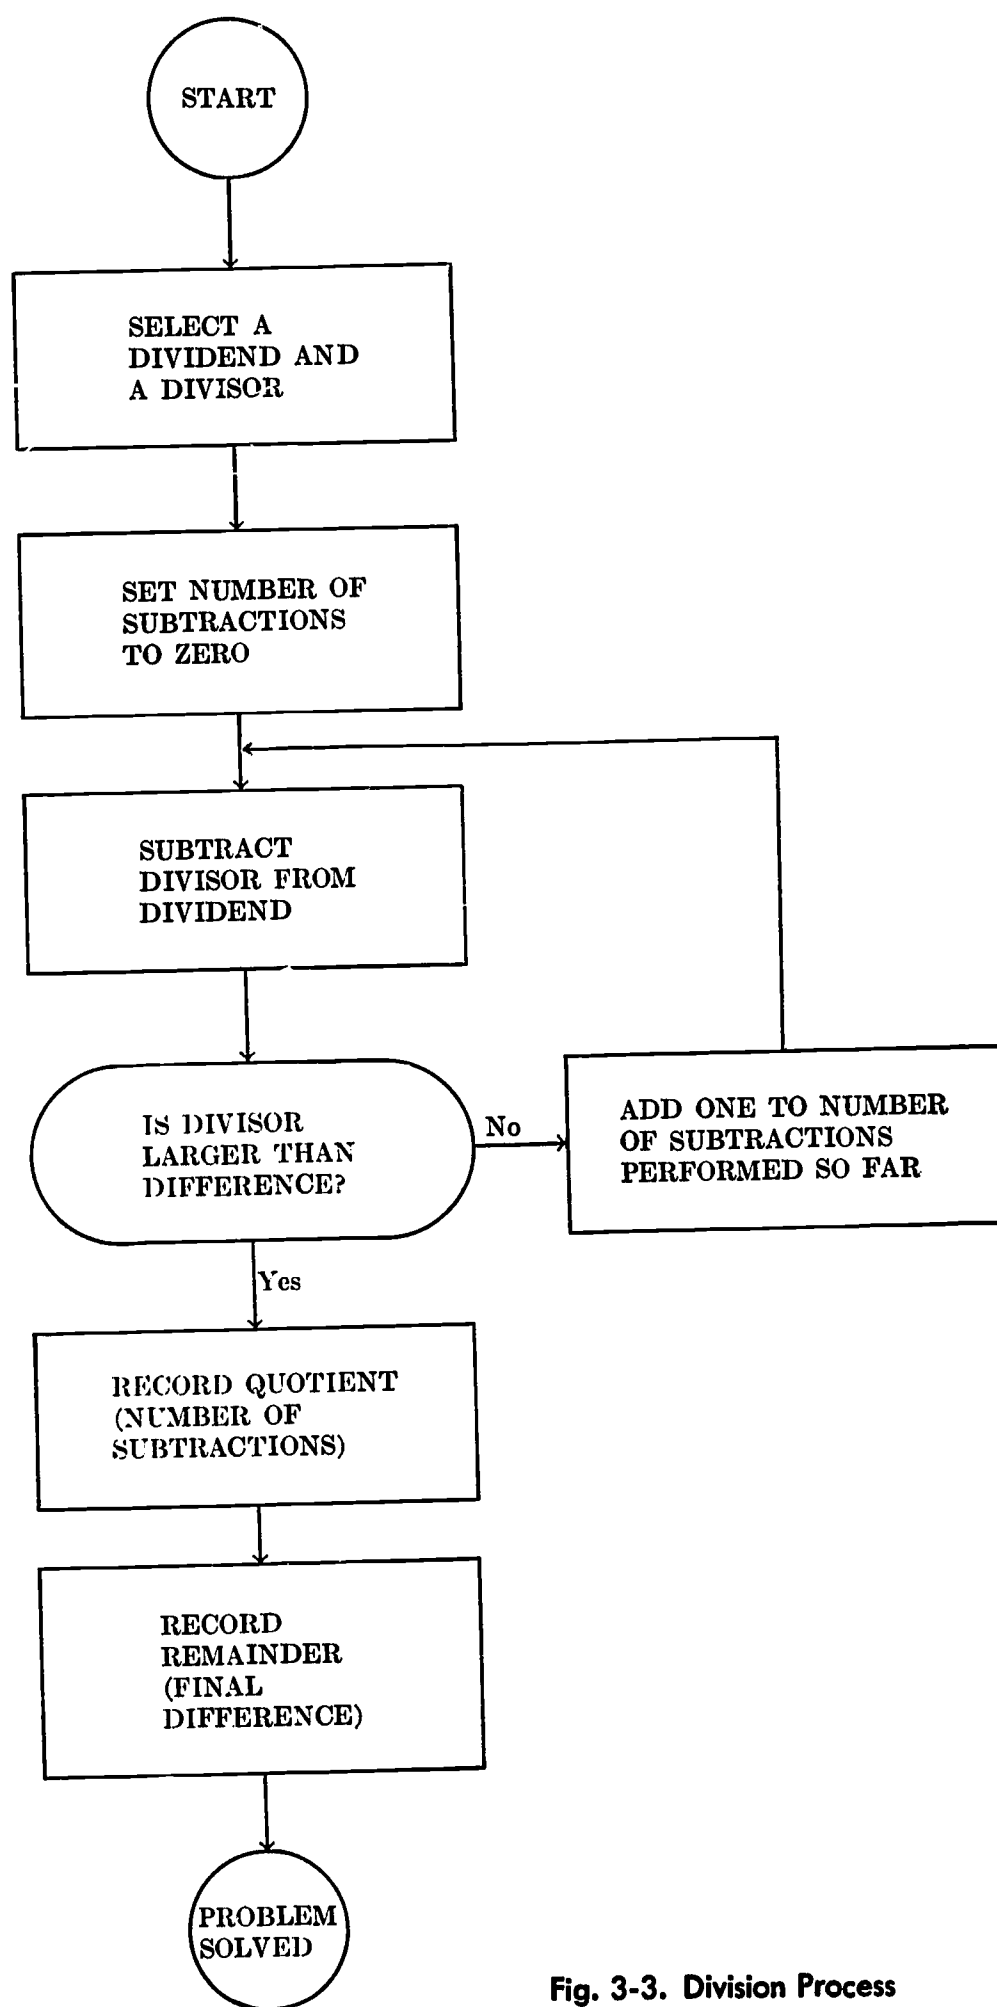 START
SELECT A
DIVIDEND AND
A DIVISOR
SET NUMBER OF
SUBTRACTIONS
TO ZERO
SUBTRACT
DIVISOR FROM
DIVIDEND
IS DIVISOR
LARGER THAN
DIFFERENCE?
No
ADD ONE TO NUMBER
OF SUBTRACTIONS
PERFORMED SO FAR
Yes
RECORD QUOTIENT
(NUMBER OF
SUBTRACTIONS)
RECORD
REMAINDER
(FINAL
DIFFERENCE)
PROBLEM
SOLVED
Fig. 3-3. Division Process